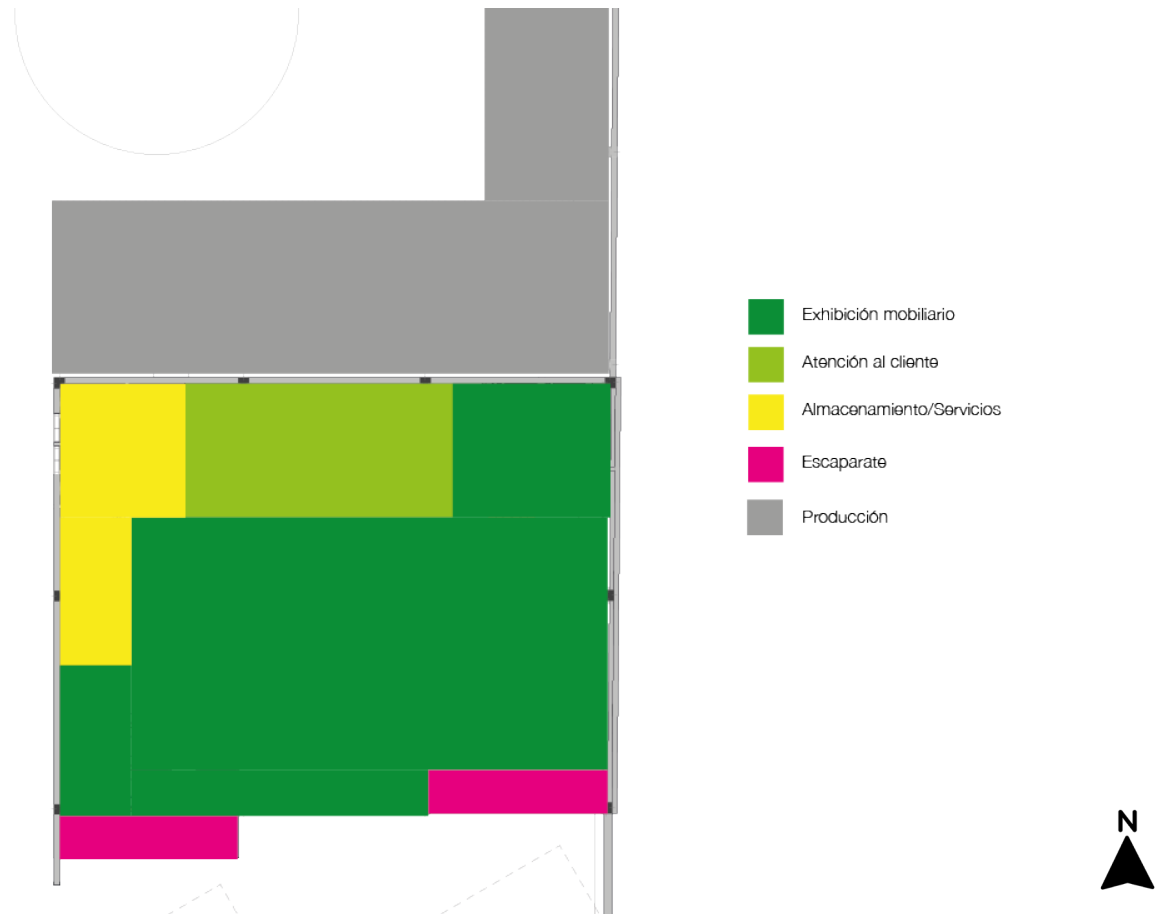 Exhibición mobiliario
Atención al cliente
Almacenamiento/Servicios
Escaparate
Producción
N